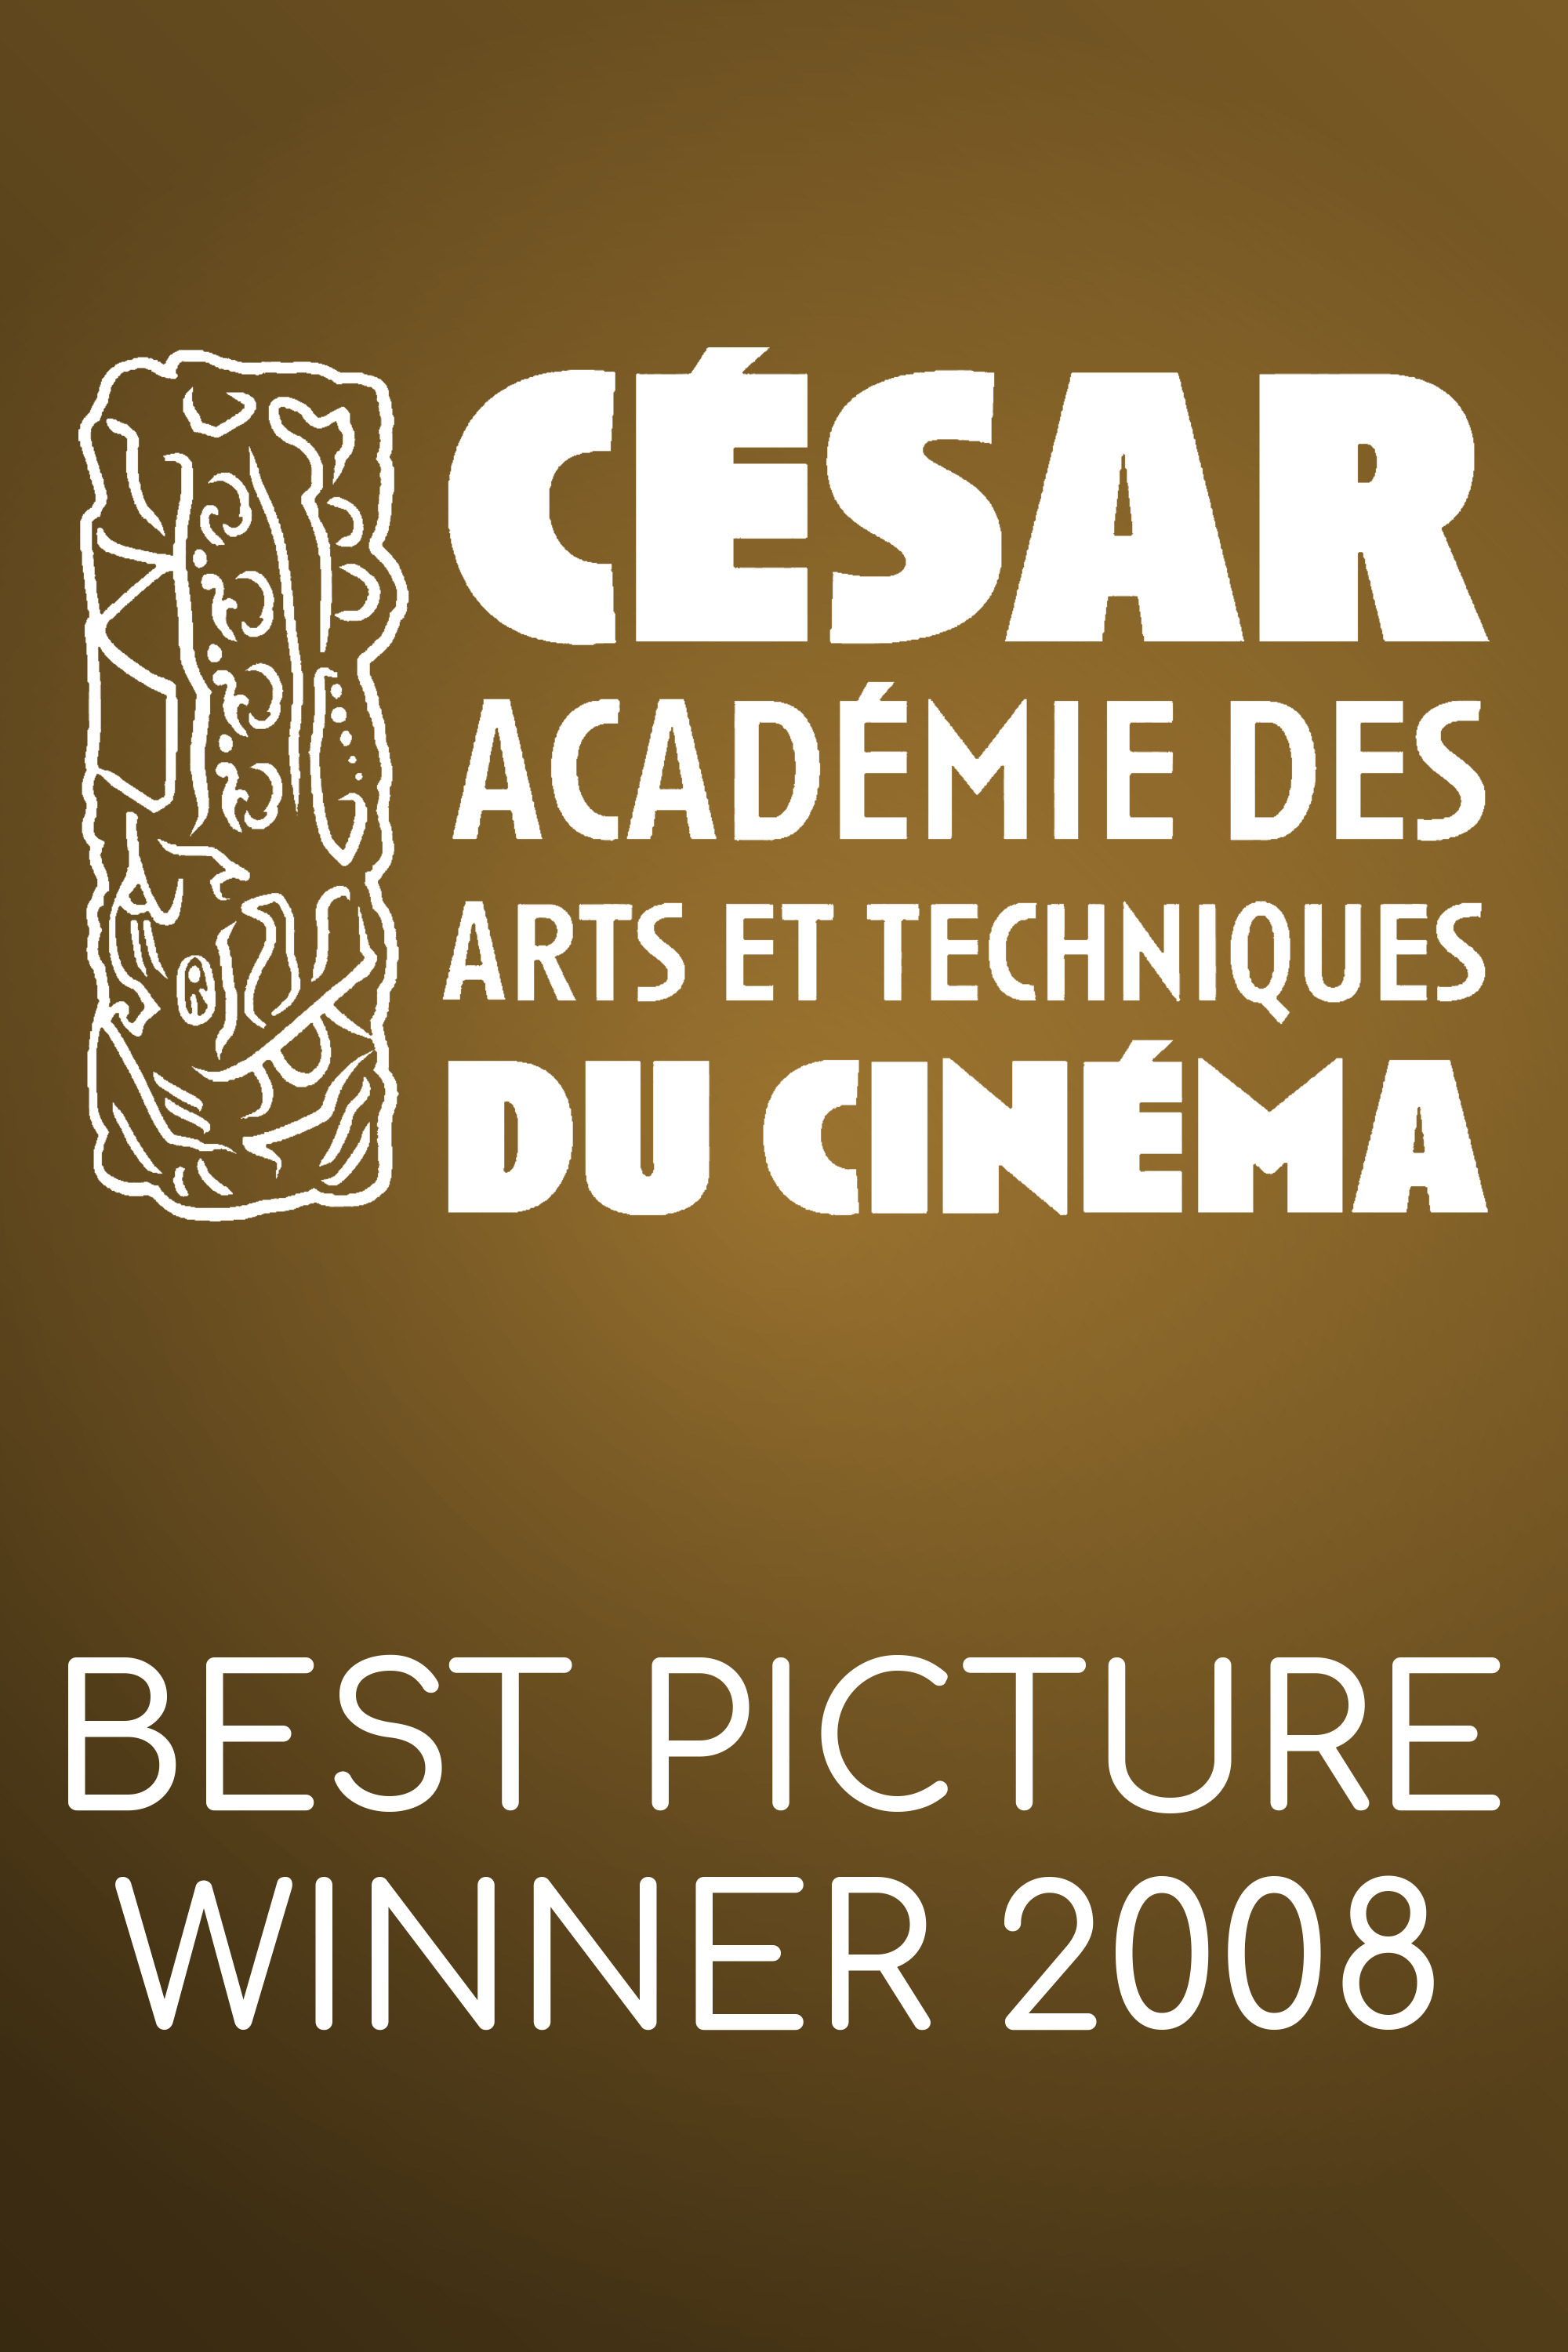 CÉSAR
ACADÉMIE DES
ARTS ET TECHNIQUES
DU CINÉMA
BEST PICTURE
WINNER 2008